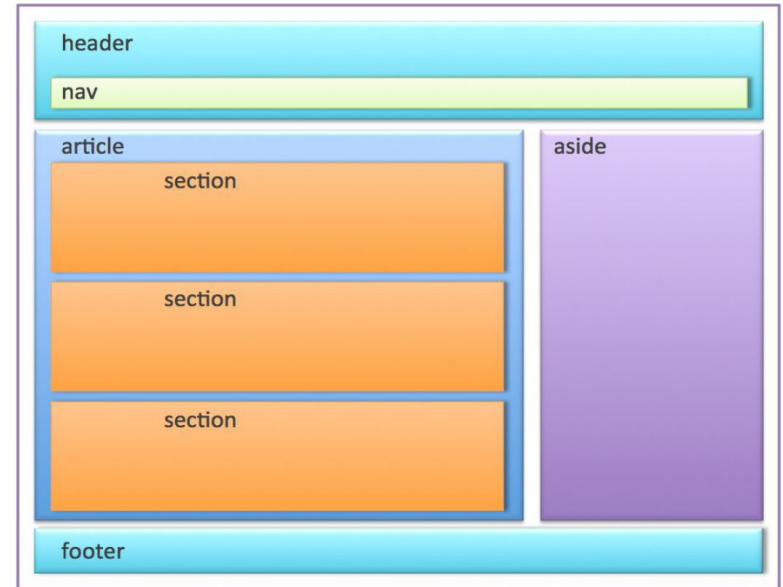 header
nav
article
aside
section
section
section
footer